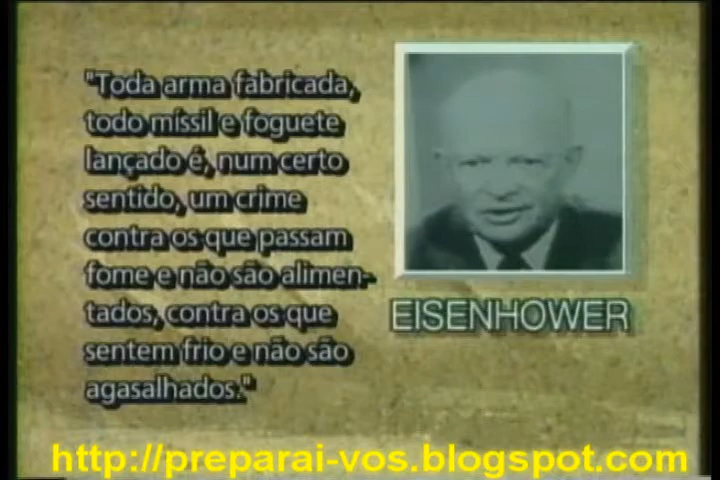 "Toda arma fabricada,
todo míssil e foguete
lançado é, num certo
sentido, um crime
contra os que passam
fome e não são alimen-
tados, contra os que
sentem frio e não são
agasalhados."
EISENHOWER
http://preparai-vos.blogspot.com